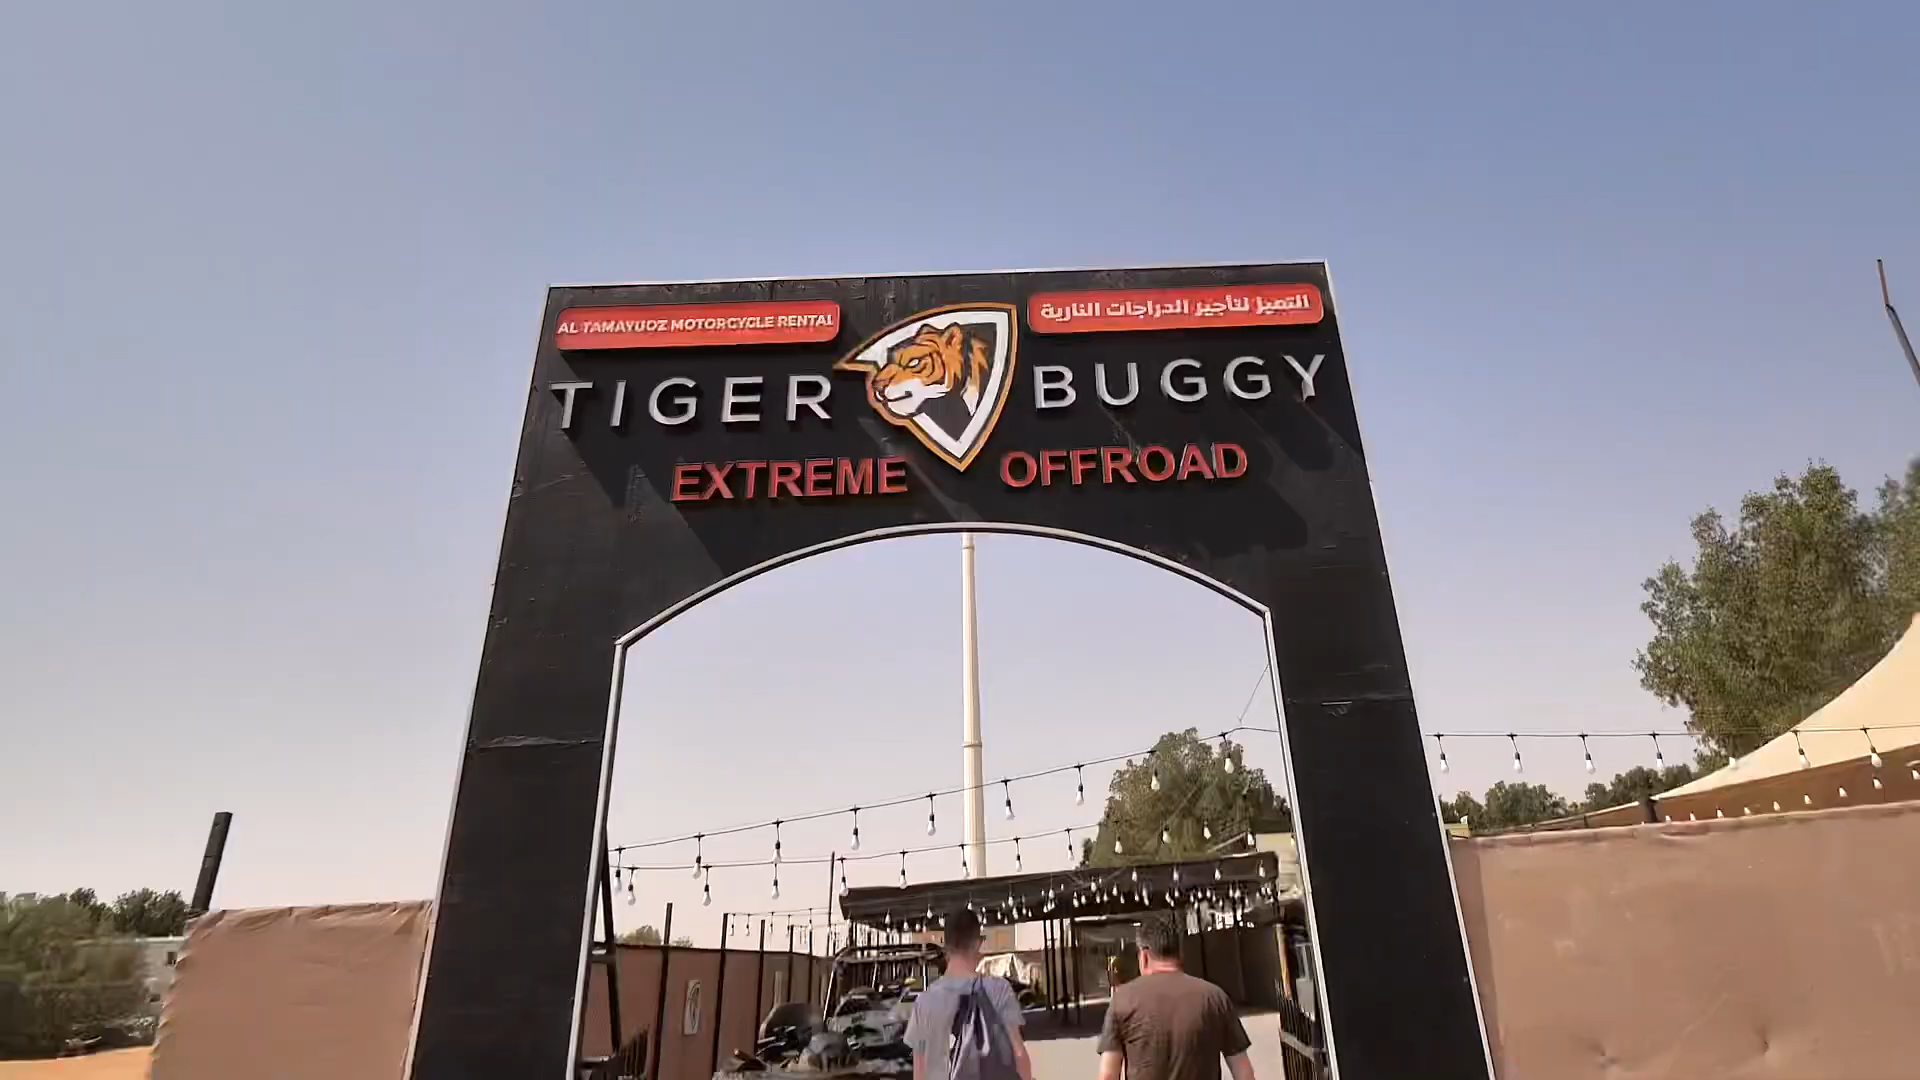 AL TAMAYUOZ MOTORCYCLE RENTAL
التميز لتأجير الدراجات النارية
TIGER BUGGY
EXTREME OFFROAD